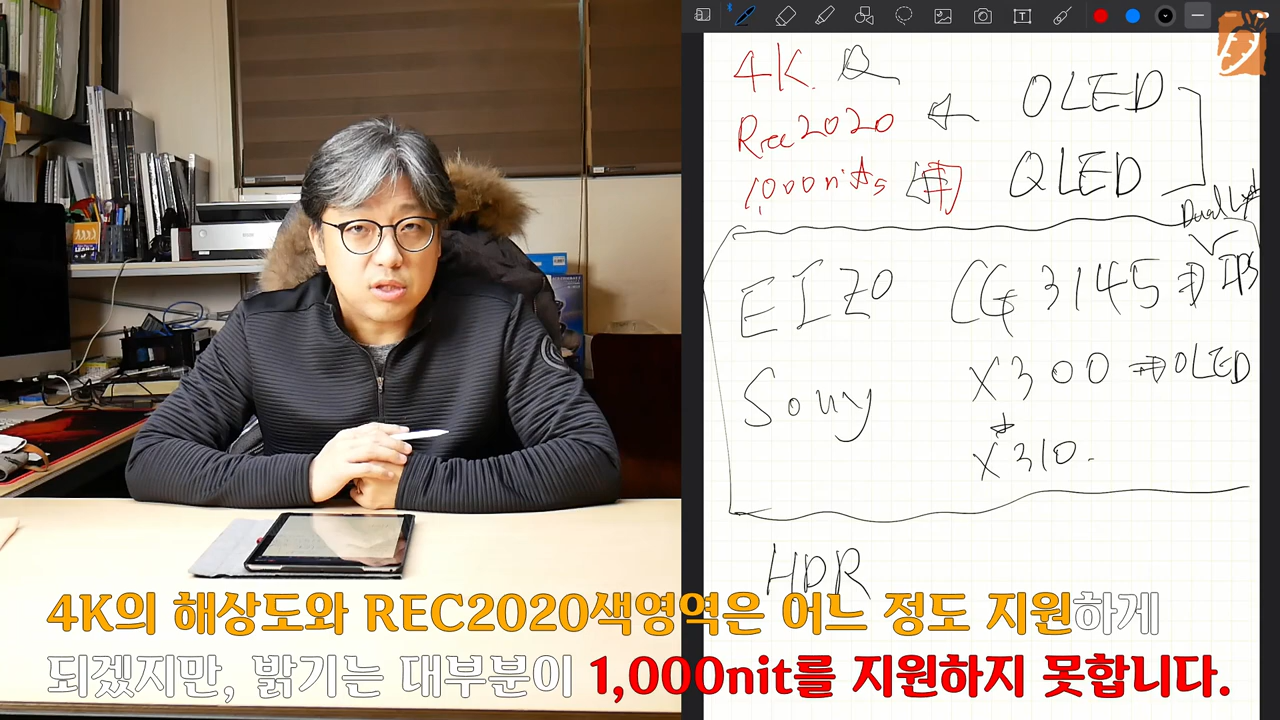 4K.
Rec2020
1,000nits
OLED
QLED
Dual
EIZO CG3145 IPS
Sony X300 OLED
X310.
HDR
4K의 해상도와 REC2020색영역은 어느 정도 지원하게
되겠지만, 밝기는 대부분이 1,000nit를 지원하지 못합니다.